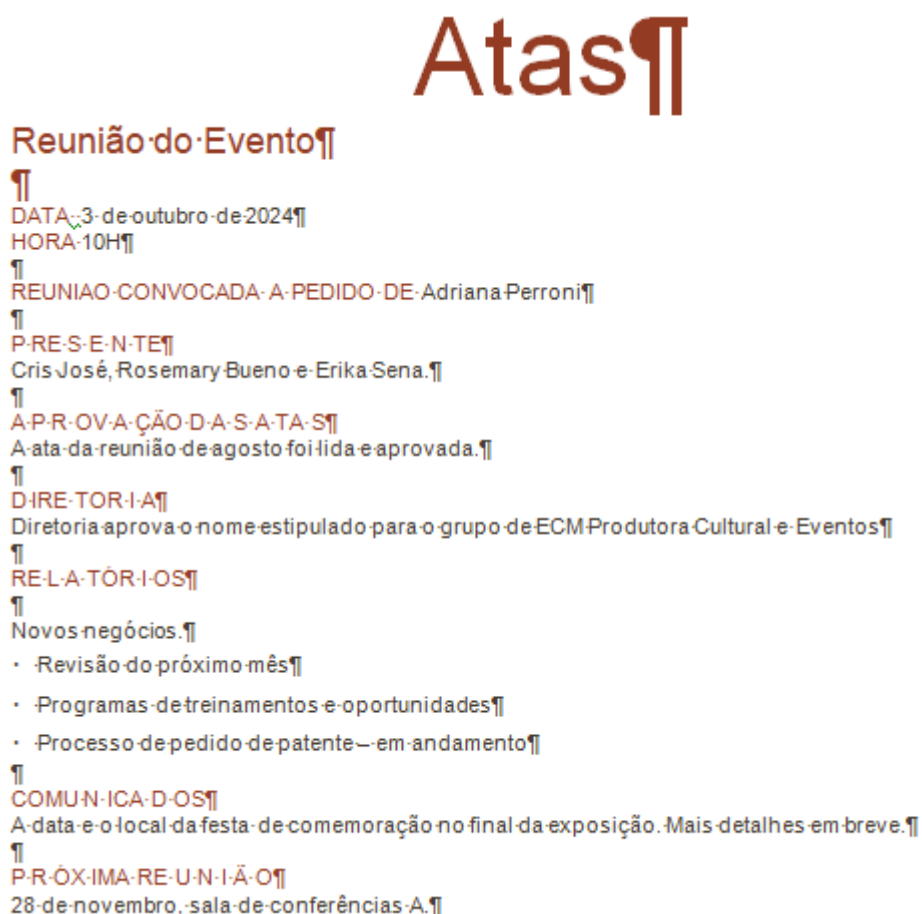 Atas¶
Reunião·do·Evento¶
¶
DATA··3·de·outubro·de·2024¶
HORA·10H¶
¶
REUNIAO·CONVOCADA·A·PEDIDO·DE·Adriana·Perroni¶
¶
P·RE·S·E·N·TE¶
Cris·José,·Rosemary·Bueno·e·Erika·Sena.¶
¶
A·P·R·OV·A·ÇÃO·D·A·S·A·TA·S¶
A·ata·da·reunião·de·agosto·foi·lida·e·aprovada.¶
¶
D·IRE·TOR·I·A¶
Diretoria·aprova·o·nome·estipulado·para·o·grupo·de·ECM·Produtora·Cultural·e·Eventos¶
¶
RE·L·A·TÓR·I·OS¶
¶
Novos·negócios.¶
· ·Revisão·do·próximo·mês¶
· ·Programas·de·treinamentos·e·oportunidades¶
· ·Processo·de·pedido·de·patente·–·em·andamento¶
¶
COMU·N·ICA·D·OS¶
A·data·e·o·local·da·festa·de·comemoração·no·final·da·exposição.·Mais·detalhes·em·breve.¶
¶
P·R·ÓX·IMA·RE·U·N·I·Ã·O¶
28·de·novembro,·sala·de·conferências·A.¶